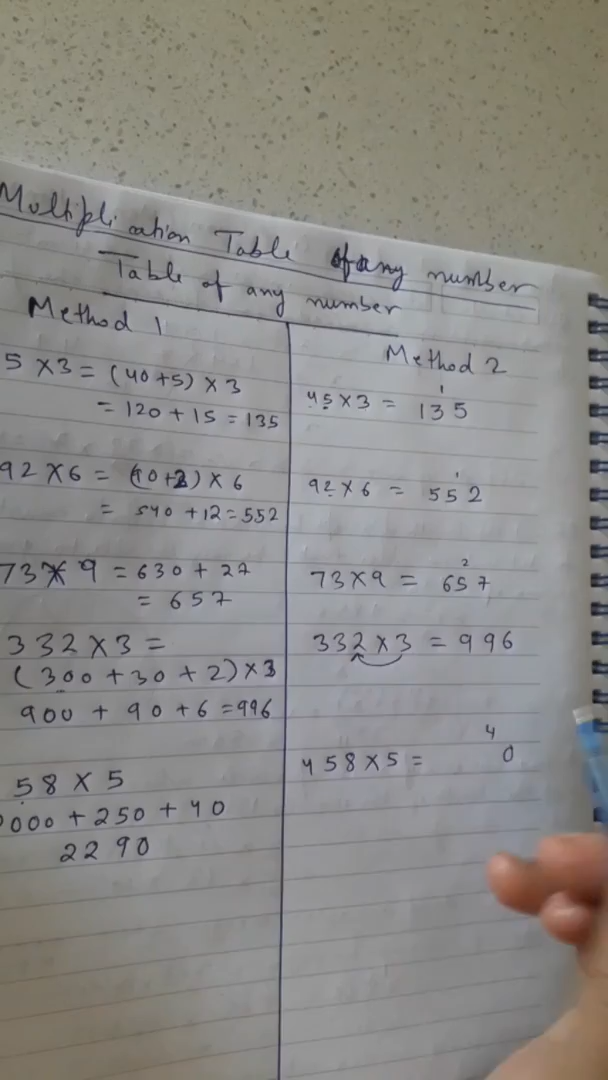 Multiplication Table of any number
Table of any number
Method 1
5 × 3 = (40+5) × 3
= 120 + 15 = 135
92 × 6 = (90+2) × 6
= 540 + 12 = 552
73 × 9 = 630 + 27
= 657
332 × 3 =
(300 + 30 + 2) × 3
900 + 90 + 6 = 996
58 × 5
000 + 250 + 40
2290
Method 2
1
45 × 3 = 135
1
92 × 6 = 552
2
73 × 9 = 657
332 × 3 = 996
4
458 × 5 = 0